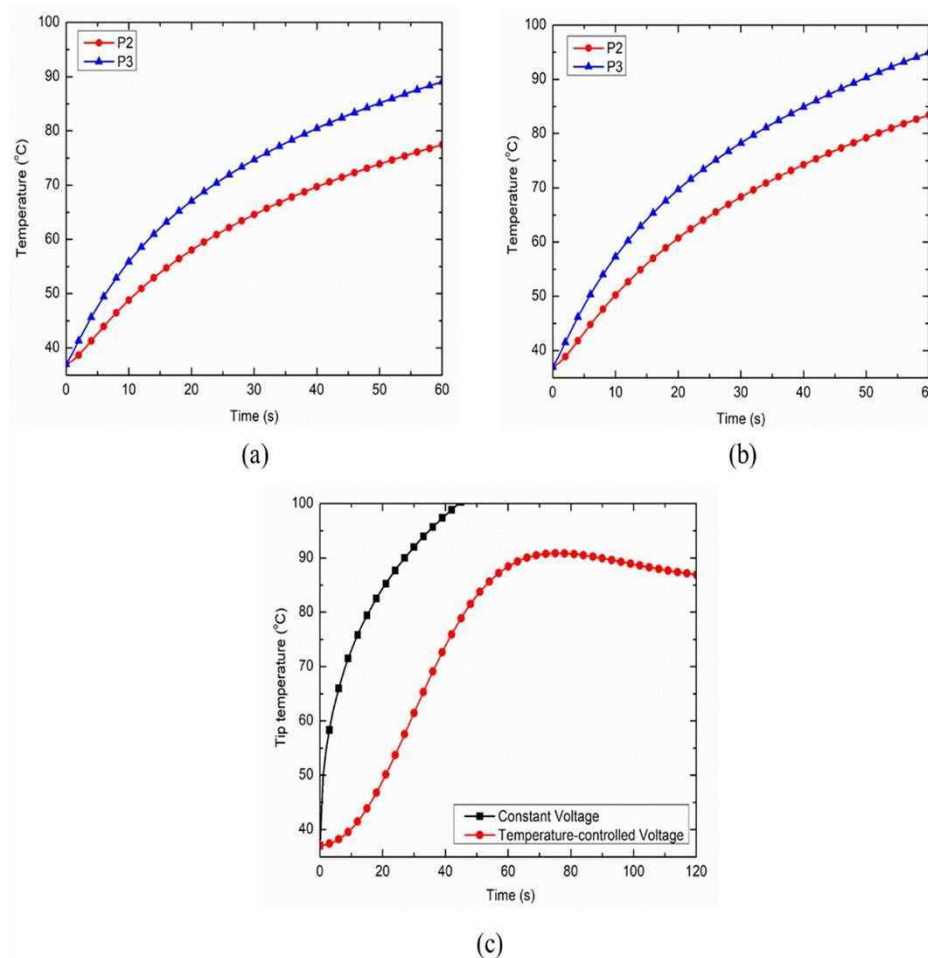 100
90
80
70
60
50
40
Temperature (°C)
P2
P3
0 10 20 30 40 50 60
Time (s)
(a)
100
90
80
70
60
50
40
Temperature (°C)
P2
P3
0 10 20 30 40 50 60
Time (s)
(b)
100
90
80
70
60
50
40
Tip temperature (°C)
Constant Voltage
Temperature-controlled Voltage
0 20 40 60 80 100 120
Time (s)
(c)